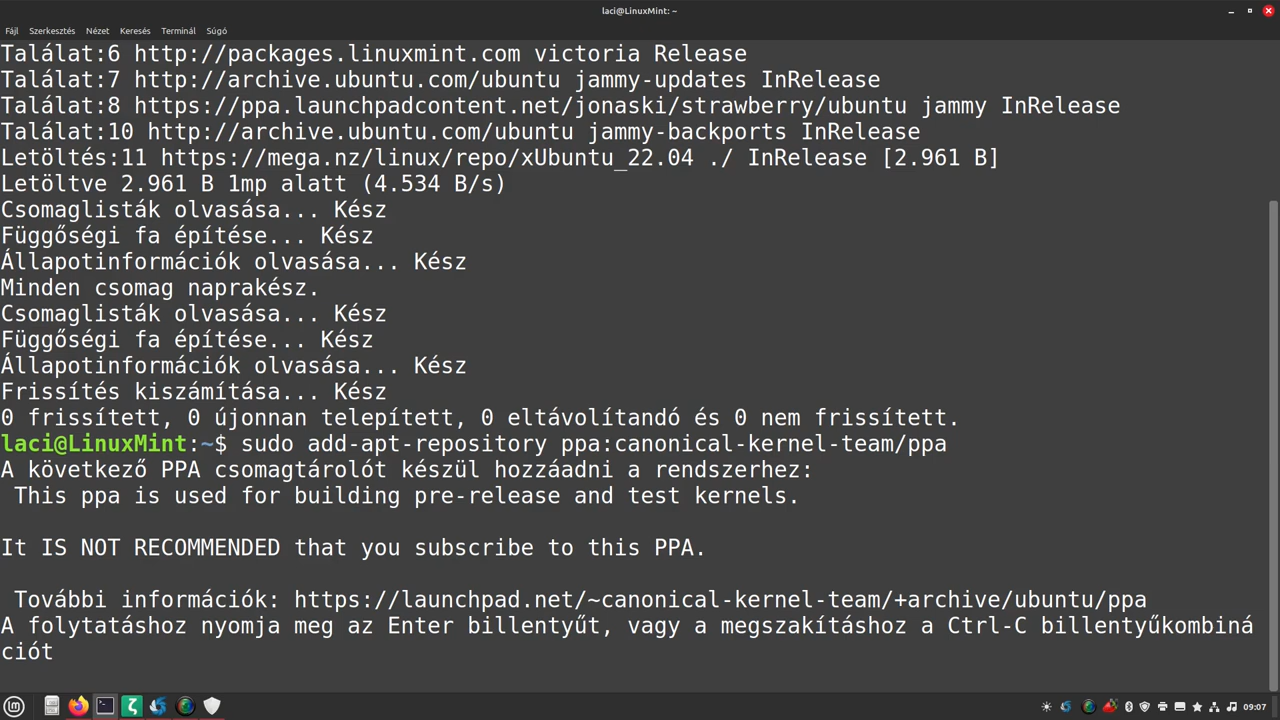 laci@LinuxMint: ~
Fájl Szerkesztés Nézet Keresés Terminál Súgó
Találat:6 http://packages.linuxmint.com victoria Release
Találat:7 http://archive.ubuntu.com/ubuntu jammy-updates InRelease
Találat:8 https://ppa.launchpadcontent.net/jonaski/strawberry/ubuntu jammy InRelease
Találat:10 http://archive.ubuntu.com/ubuntu jammy-backports InRelease
Letöltés:11 https://mega.nz/linux/repo/xUbuntu_22.04 ./ InRelease [2.961 B]
Letöltve 2.961 B 1mp alatt (4.534 B/s)
Csomaglisták olvasása... Kész
Függőségi fa építése... Kész
Állapotinformációk olvasása... Kész
Minden csomag naprakész.
Csomaglisták olvasása... Kész
Függőségi fa építése... Kész
Állapotinformációk olvasása... Kész
Frissítés kiszámítása... Kész
0 frissített, 0 újonnan telepített, 0 eltávolítandó és 0 nem frissített.
laci@LinuxMint:~$ sudo add-apt-repository ppa:canonical-kernel-team/ppa
A következő PPA csomagtárolót készül hozzáadni a rendszerhez:
 This ppa is used for building pre-release and test kernels.
It IS NOT RECOMMENDED that you subscribe to this PPA.
 További információk: https://launchpad.net/~canonical-kernel-team/+archive/ubuntu/ppa
A folytatáshoz nyomja meg az Enter billentyűt, vagy a megszakításhoz a Ctrl-C billentyűkombiná
ciót
09:07